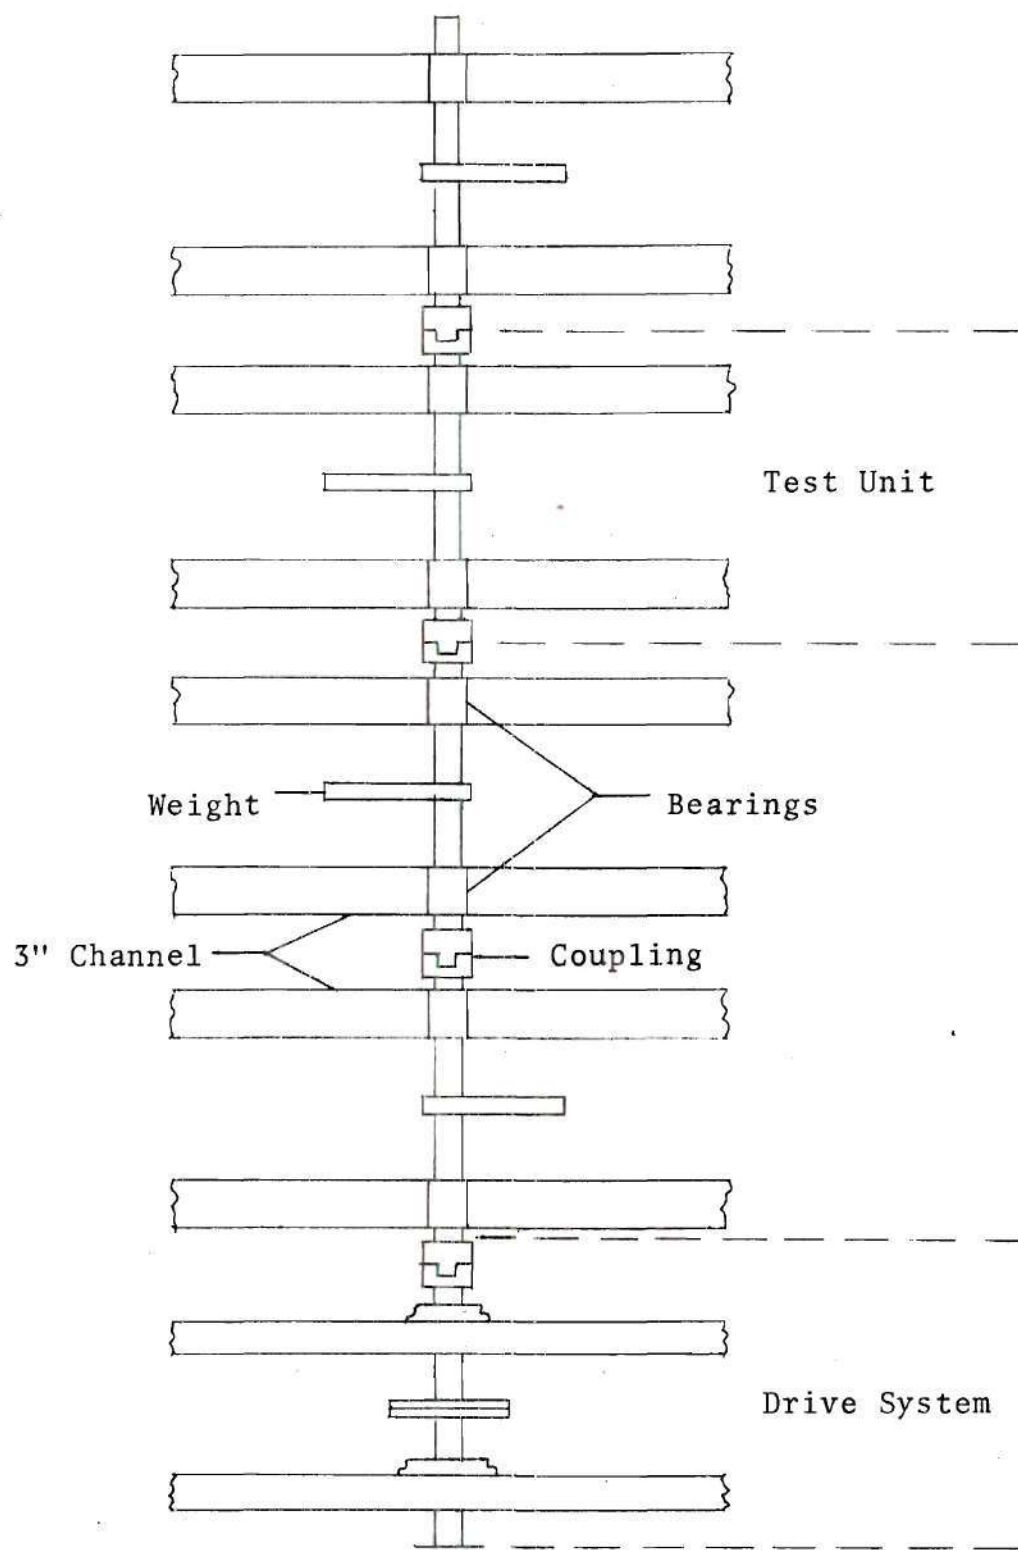 Test Unit
Weight
Bearings
3" Channel
Coupling
Drive System